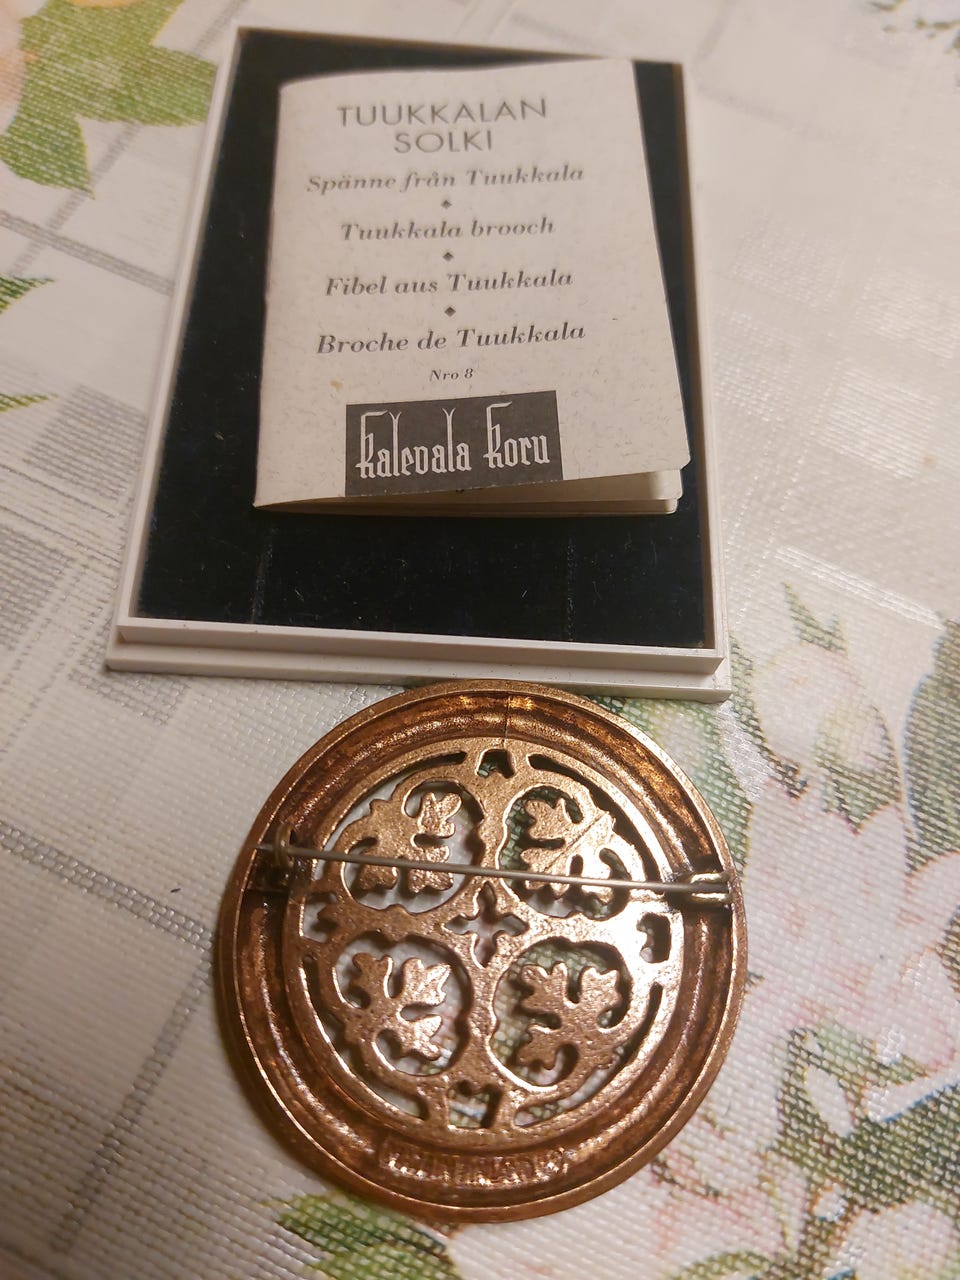 TUUKKALAN
SOLKI
Spänne från Tuukkala
Tuukkala brooch
Fibel aus Tuukkala
Broche de Tuukkala
Nro 8
Kalevala Koru